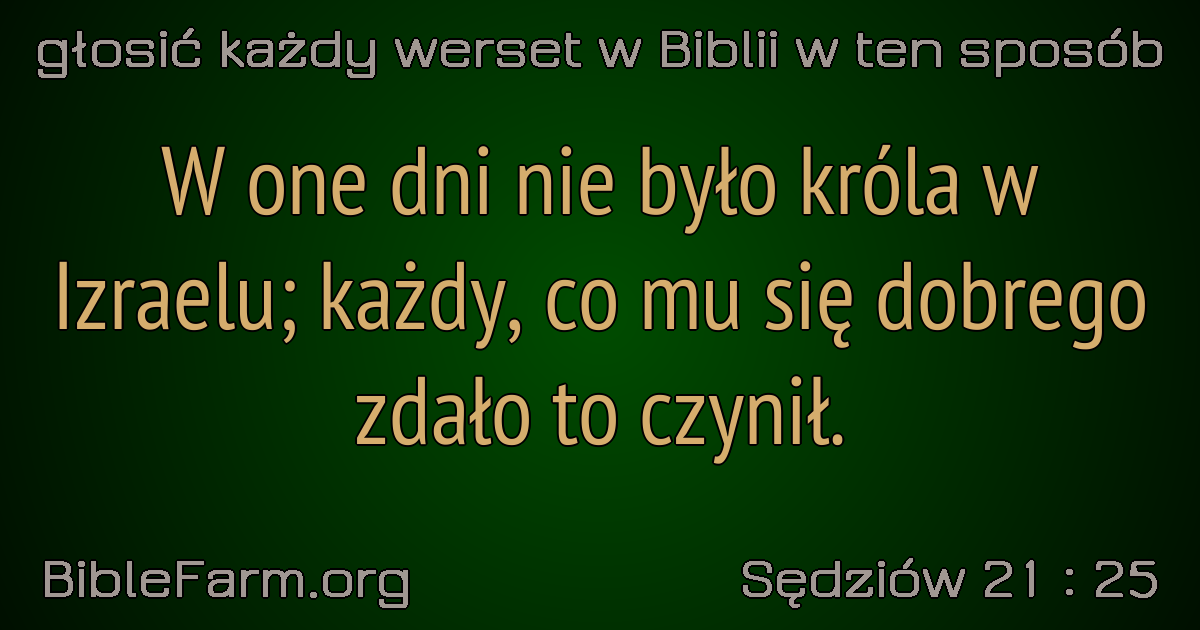 głosić każdy werset w Biblii w ten sposób
W one dni nie było króla w
Izraelu; każdy, co mu się dobrego
zdało to czynił.
BibleFarm.org
Sędziów 21 : 25